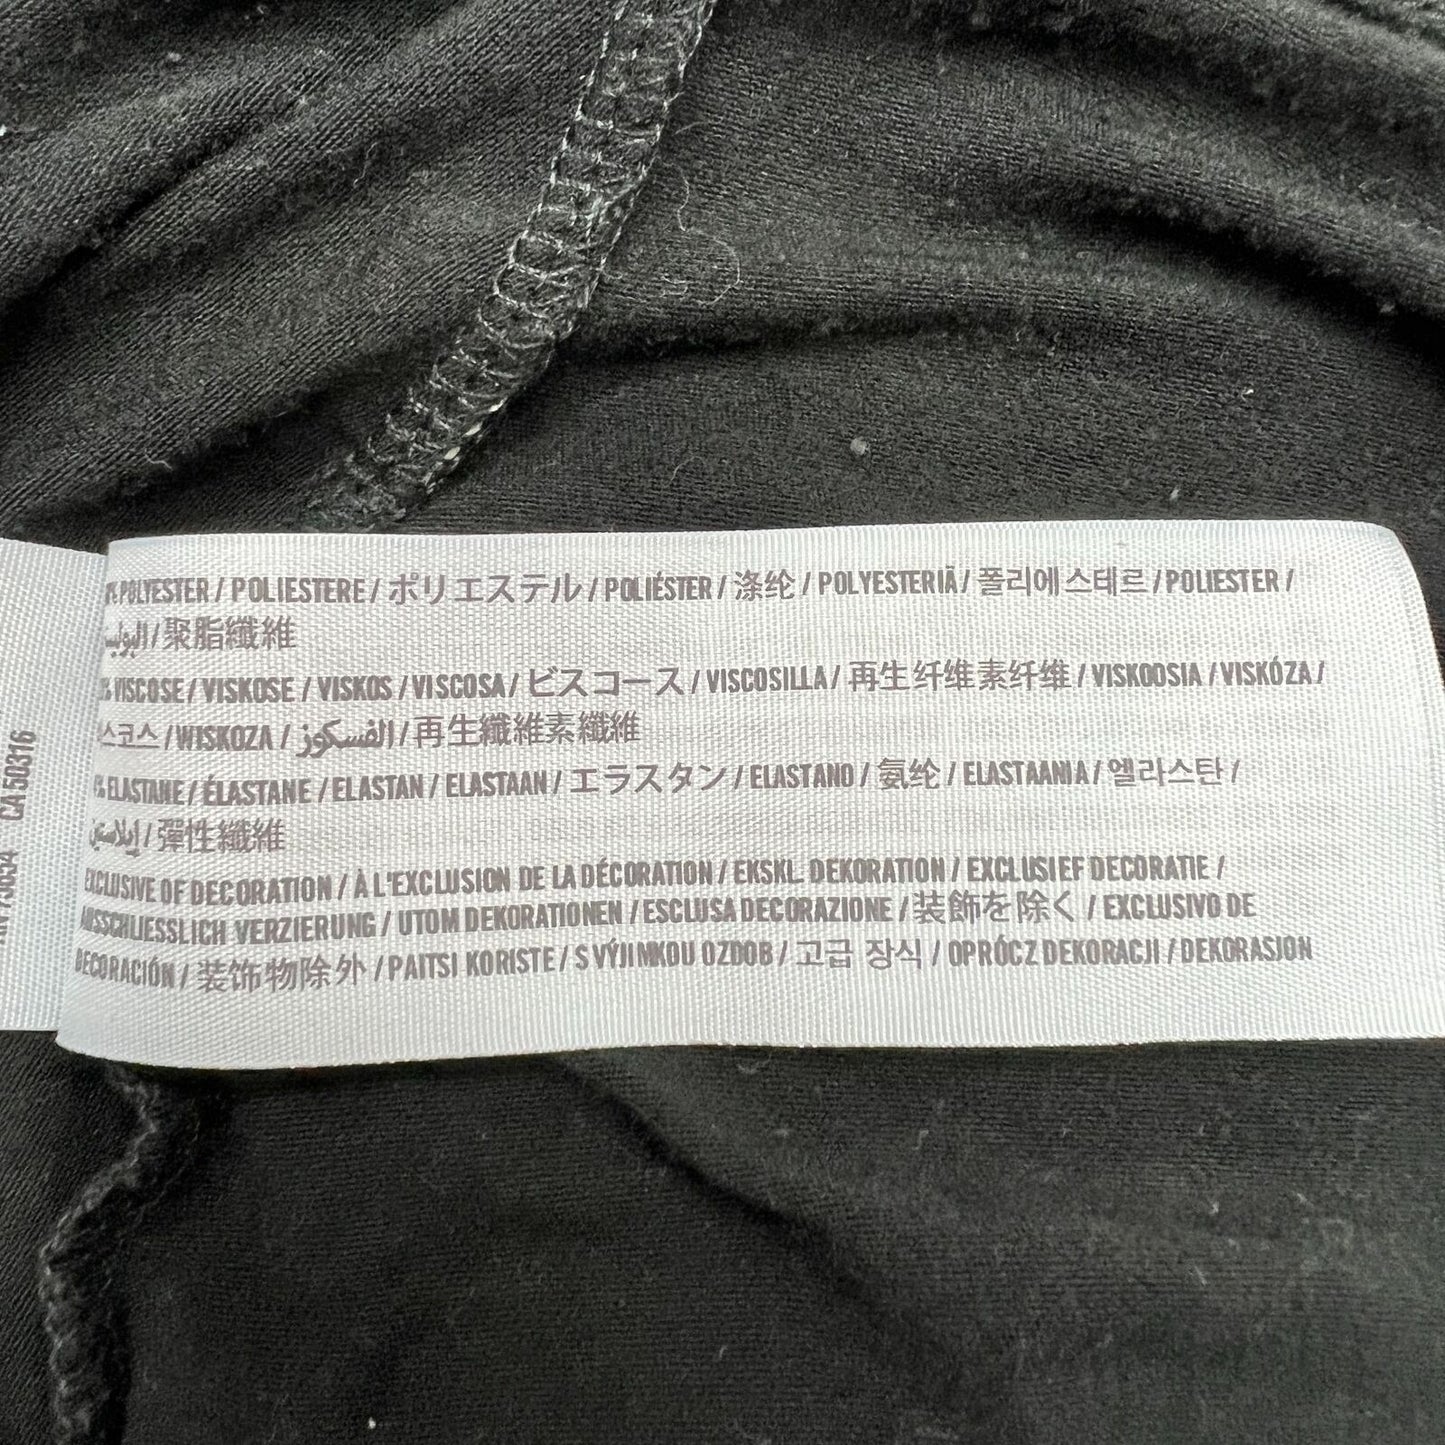 % POLYESTER / POLIESTERE / ポリエステル / POLIÉSTER / 涤纶 / POLYESTERIĀ / 폴리에스테르 / POLIESTER /
/ 聚脂纖維
% VISCOSE / VISKOSE / VISKOS / VISCOSA / ビスコース / VISCOSILLA / 再生纤维素纤维 / VISKOOSIA / VISKÓZA /
스코스 / WISKOZA / الفسكوز / 再生纖維素纖維
% ELASTANE / ÉLASTANE / ELASTAN / ELASTAAN / エラスタン / ELASTANO / 氨纶 / ELASTAANIA / 엘라스탄 /
إيلاستين / 彈性纖維
EXCLUSIVE OF DECORATION / À L'EXCLUSION DE LA DÉCORATION / EKSKL. DEKORATION / EXCLUSIEF DECORATIE /
AUSSCHLIESSLICH VERZIERUNG / UTOM DEKORATIONEN / ESCLUSA DECORAZIONE / 装飾を除く / EXCLUSIVO DE
DECORACIÓN / 装饰物除外 / PAITSI KORISTE / S VÝJIMKOU OZDOB / 고급 장식 / OPRÓCZ DEKORACJI / DEKORASJON
CA 50316